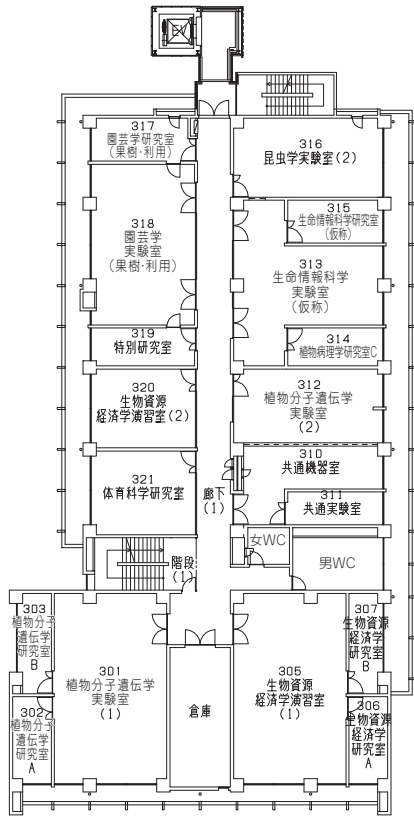 EV
317
園芸学研究室
(果樹・利用)
316
昆虫学実験室(2)
315
生命情報科学研究室
(仮称)
318
園芸学
実験室
(果樹・利用)
313
生命情報科学
実験室
(仮称)
319
特別研究室
314
植物病理学研究室C
320
生物資源
経済学演習室(2)
312
植物分子遺伝学
実験室
(2)
310
共通機器室
321
体育科学研究室
廊下
(1)
311
共通実験室
女WC
男WC
階段
(1)
303
植物分子
遺伝学
研究室
B
301
植物分子遺伝学
実験室
(1)
倉庫
305
生物資源
経済学演習室
(1)
307
生物資源
経済学
研究室
B
302
植物分子
遺伝学
研究室
A
306
生物資源
経済学
研究室
A